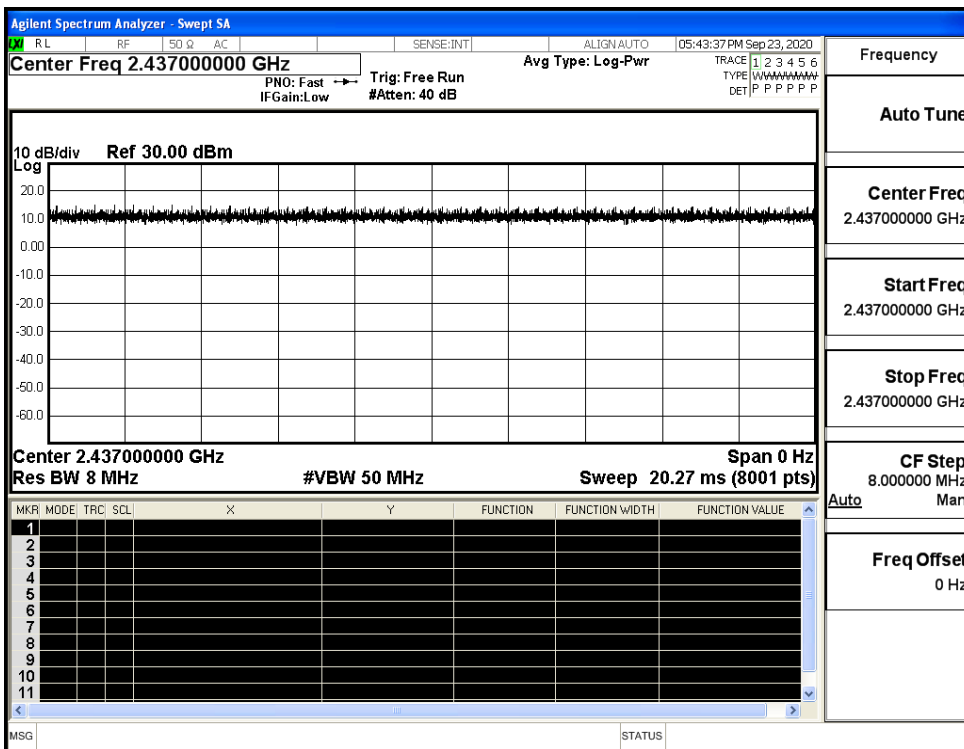 Agilent Spectrum Analyzer - Swept SA
LXI RL RF 50 Ω AC SENSE:INT ALIGN AUTO 05:43:37 PM Sep 23, 2020
Center Freq 2.437000000 GHz
PNO: Fast
IFGain:Low
Trig: Free Run
#Atten: 40 dB
Avg Type: Log-Pwr
TRACE 1 2 3 4 5 6
TYPE WWWWWW
DET P P P P P P
10 dB/div Ref 30.00 dBm
Log
20.0
10.0
0.00
-10.0
-20.0
-30.0
-40.0
-50.0
-60.0
Center 2.437000000 GHz Span 0 Hz
Res BW 8 MHz #VBW 50 MHz Sweep 20.27 ms (8001 pts)
MKR MODE TRC SCL X Y FUNCTION FUNCTION WIDTH FUNCTION VALUE
1
2
3
4
5
6
7
8
9
10
11
MSG STATUS
Frequency
Auto Tune
Center Freq
2.437000000 GHz
Start Freq
2.437000000 GHz
Stop Freq
2.437000000 GHz
CF Step
8.000000 MHz
Auto Man
Freq Offset
0 Hz